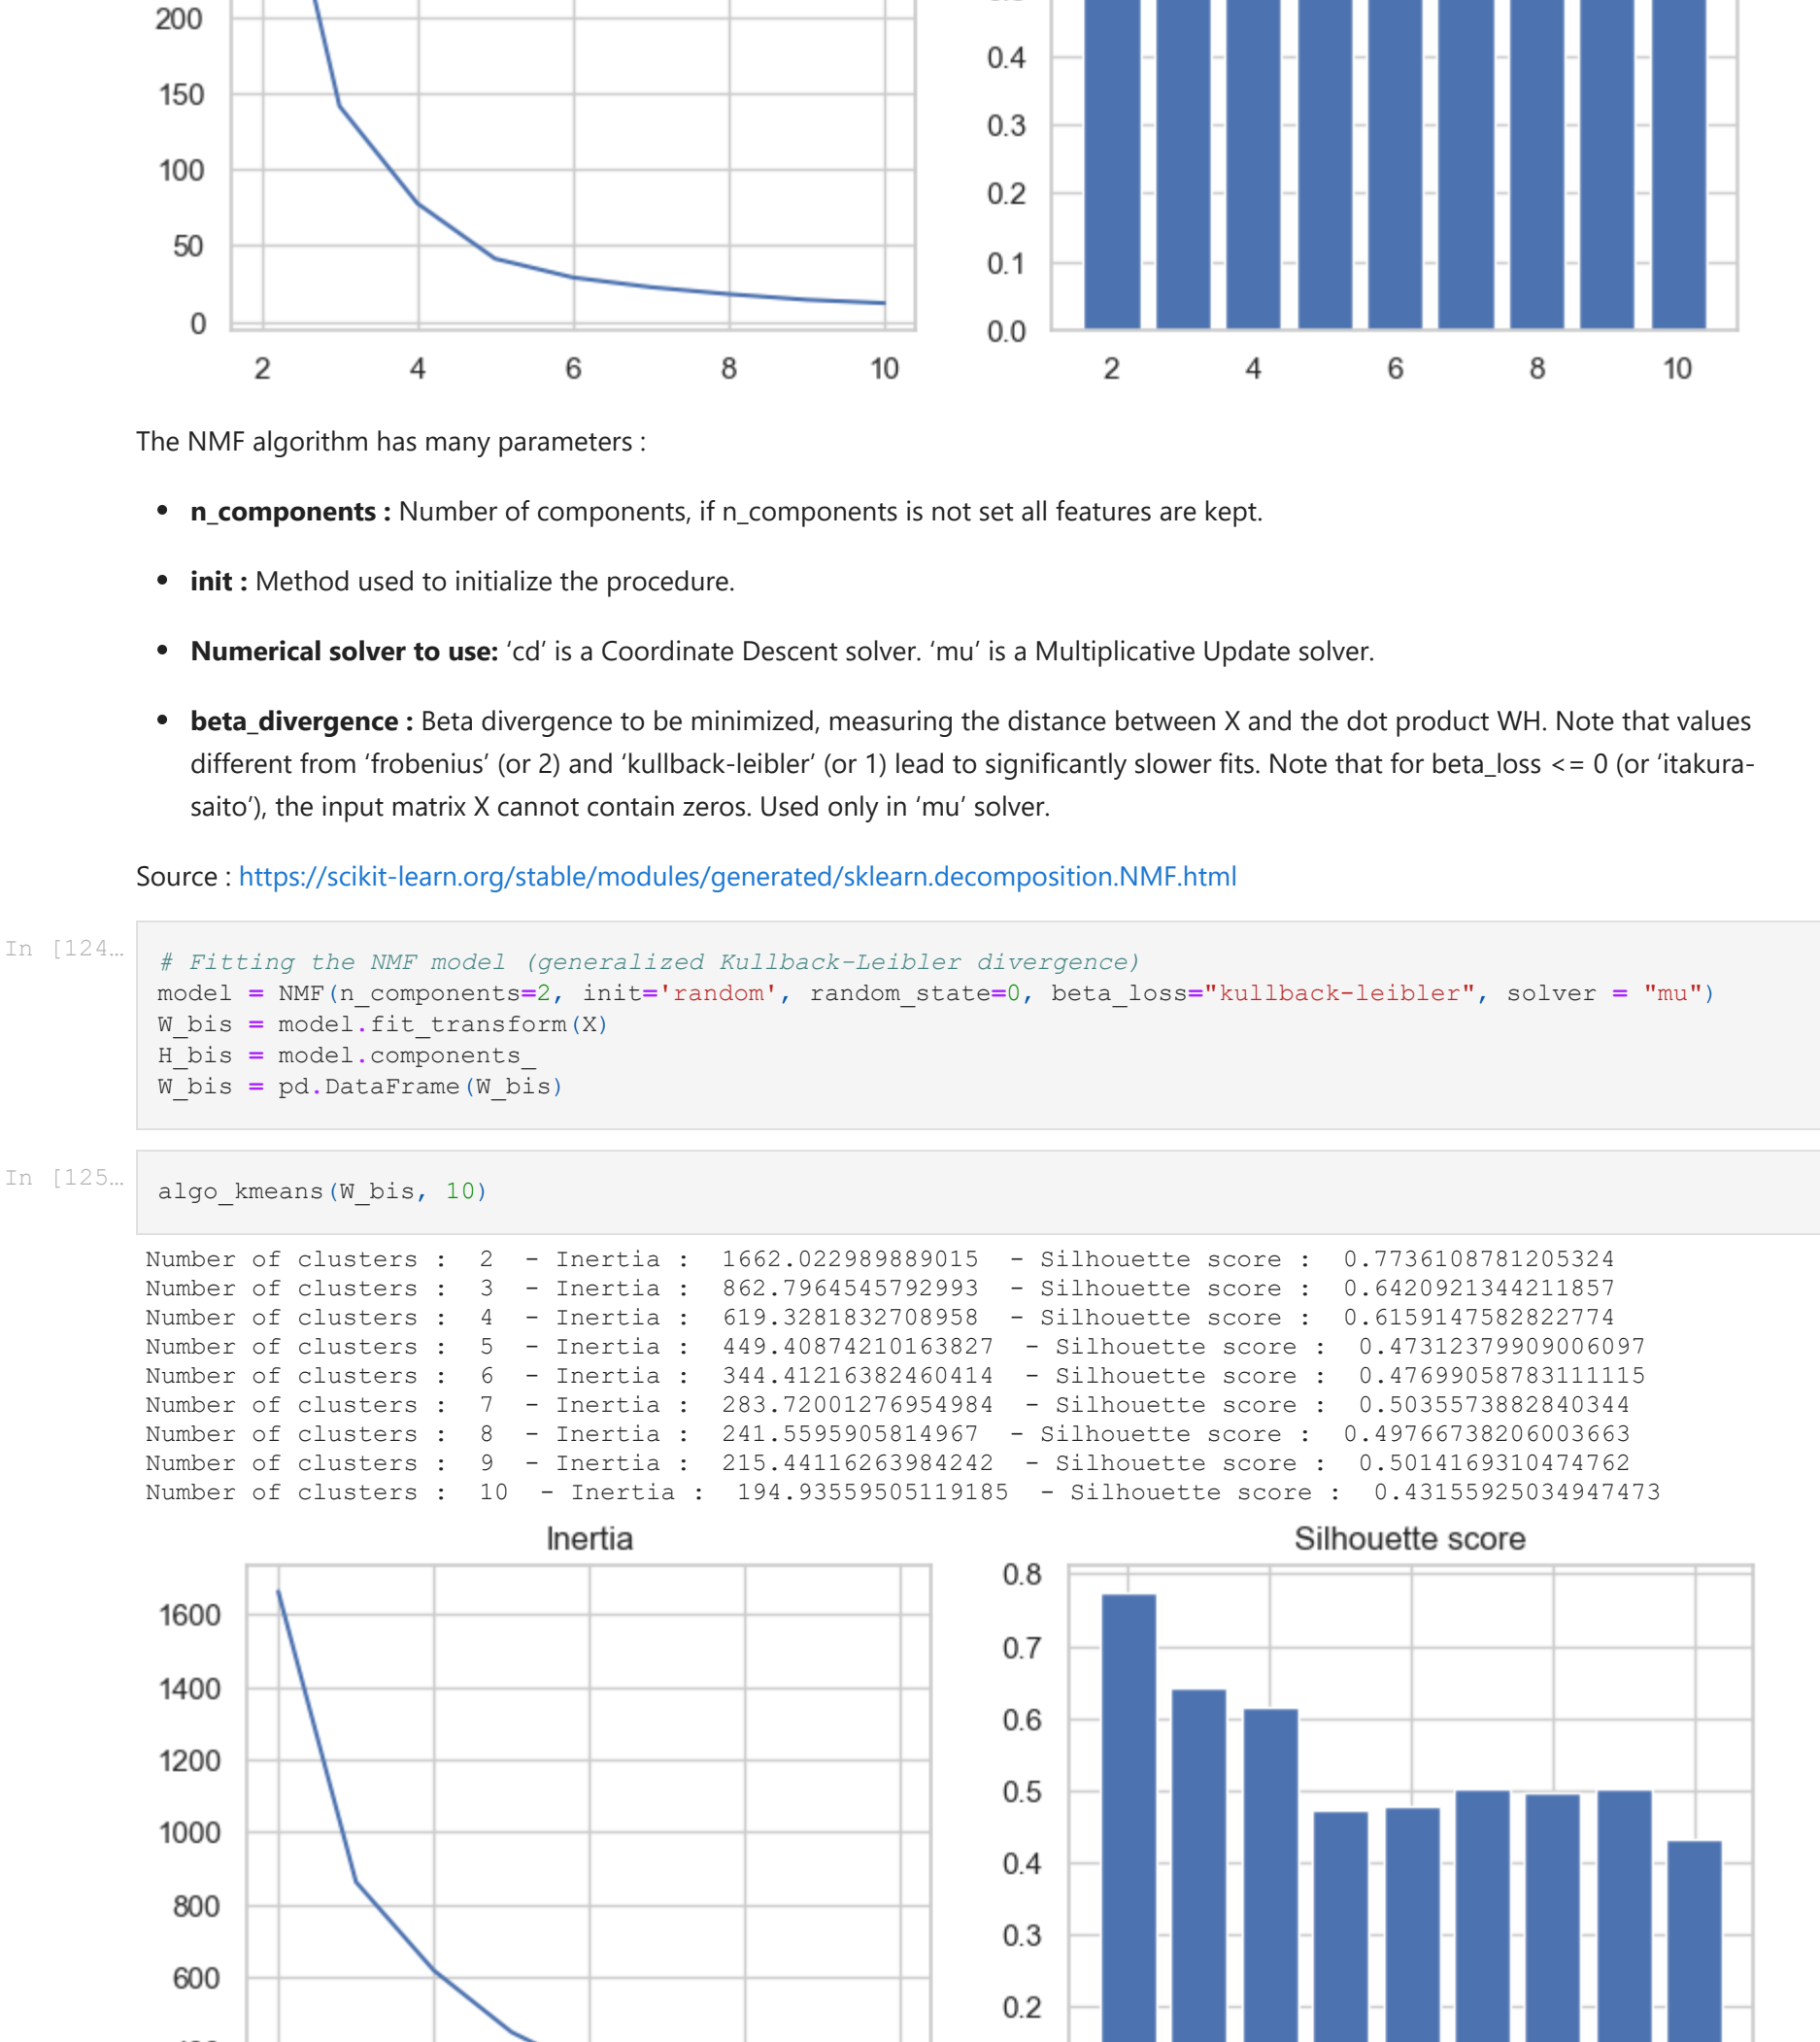 200
150
100
50
0
2 4 6 8 10
0.4
0.3
0.2
0.1
0.0
2 4 6 8 10
The NMF algorithm has many parameters :
• n_components : Number of components, if n_components is not set all features are kept.
• init : Method used to initialize the procedure.
• Numerical solver to use: ‘cd’ is a Coordinate Descent solver. ‘mu’ is a Multiplicative Update solver.
• beta_divergence : Beta divergence to be minimized, measuring the distance between X and the dot product WH. Note that values
different from ‘frobenius’ (or 2) and ‘kullback-leibler’ (or 1) lead to significantly slower fits. Note that for beta_loss <= 0 (or ‘itakura-
saito’), the input matrix X cannot contain zeros. Used only in ‘mu’ solver.
Source : https://scikit-learn.org/stable/modules/generated/sklearn.decomposition.NMF.html
In [124…
# Fitting the NMF model (generalized Kullback-Leibler divergence)
model = NMF(n_components=2, init='random', random_state=0, beta_loss="kullback-leibler", solver = "mu")
W_bis = model.fit_transform(X)
H_bis = model.components_
W_bis = pd.DataFrame(W_bis)
In [125…
algo_kmeans(W_bis, 10)
Number of clusters :  2  - Inertia :  1662.022989889015  - Silhouette score :  0.7736108781205324
Number of clusters :  3  - Inertia :  862.7964545792993  - Silhouette score :  0.6420921344211857
Number of clusters :  4  - Inertia :  619.3281832708958  - Silhouette score :  0.6159147582822774
Number of clusters :  5  - Inertia :  449.40874210163827  - Silhouette score :  0.47312379909006097
Number of clusters :  6  - Inertia :  344.41216382460414  - Silhouette score :  0.47699058783111115
Number of clusters :  7  - Inertia :  283.72001276954984  - Silhouette score :  0.5035573882840344
Number of clusters :  8  - Inertia :  241.5595905814967  - Silhouette score :  0.49766738206003663
Number of clusters :  9  - Inertia :  215.44116263984242  - Silhouette score :  0.5014169310474762
Number of clusters :  10  - Inertia :  194.93559505119185  - Silhouette score :  0.43155925034947473
Inertia
1600
1400
1200
1000
800
600
Silhouette score
0.8
0.7
0.6
0.5
0.4
0.3
0.2